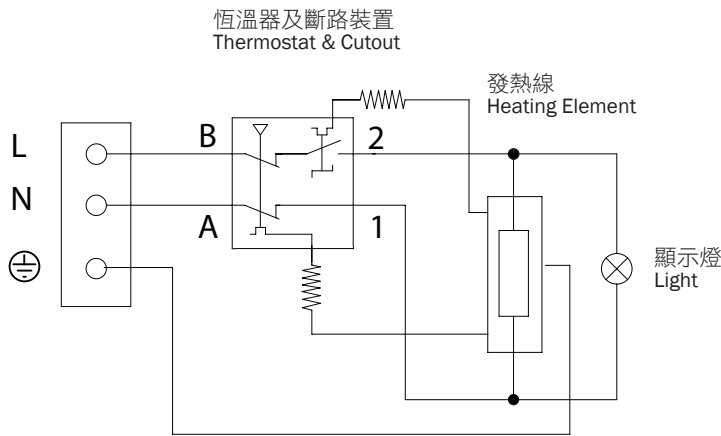 恆溫器及斷路裝置
Thermostat & Cutout
發熱線
Heating Element
L
B
2
N
A
1
顯示燈
Light